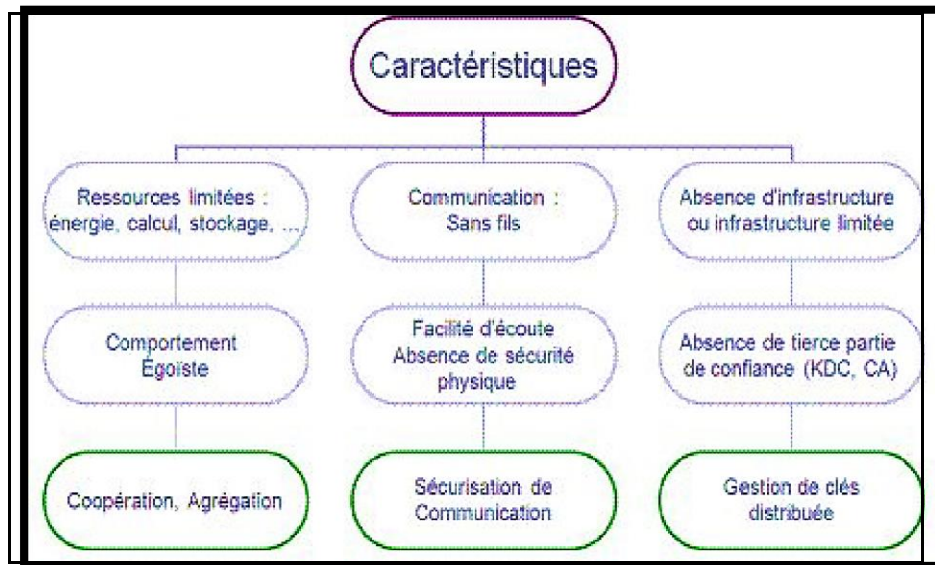 Caractéristiques
Ressources limitées :
énergie, calcul, stockage, ...
Communication :
Sans fils
Absence d'infrastructure
ou infrastructure limitée
Comportement
Egoïste
Facilité d'écoute
Absence de sécurité
physique
Absence de tierce partie
de confiance (KDC, CA)
Coopération, Agrégation
Sécurisation de
Communication
Gestion de clés
distribuée